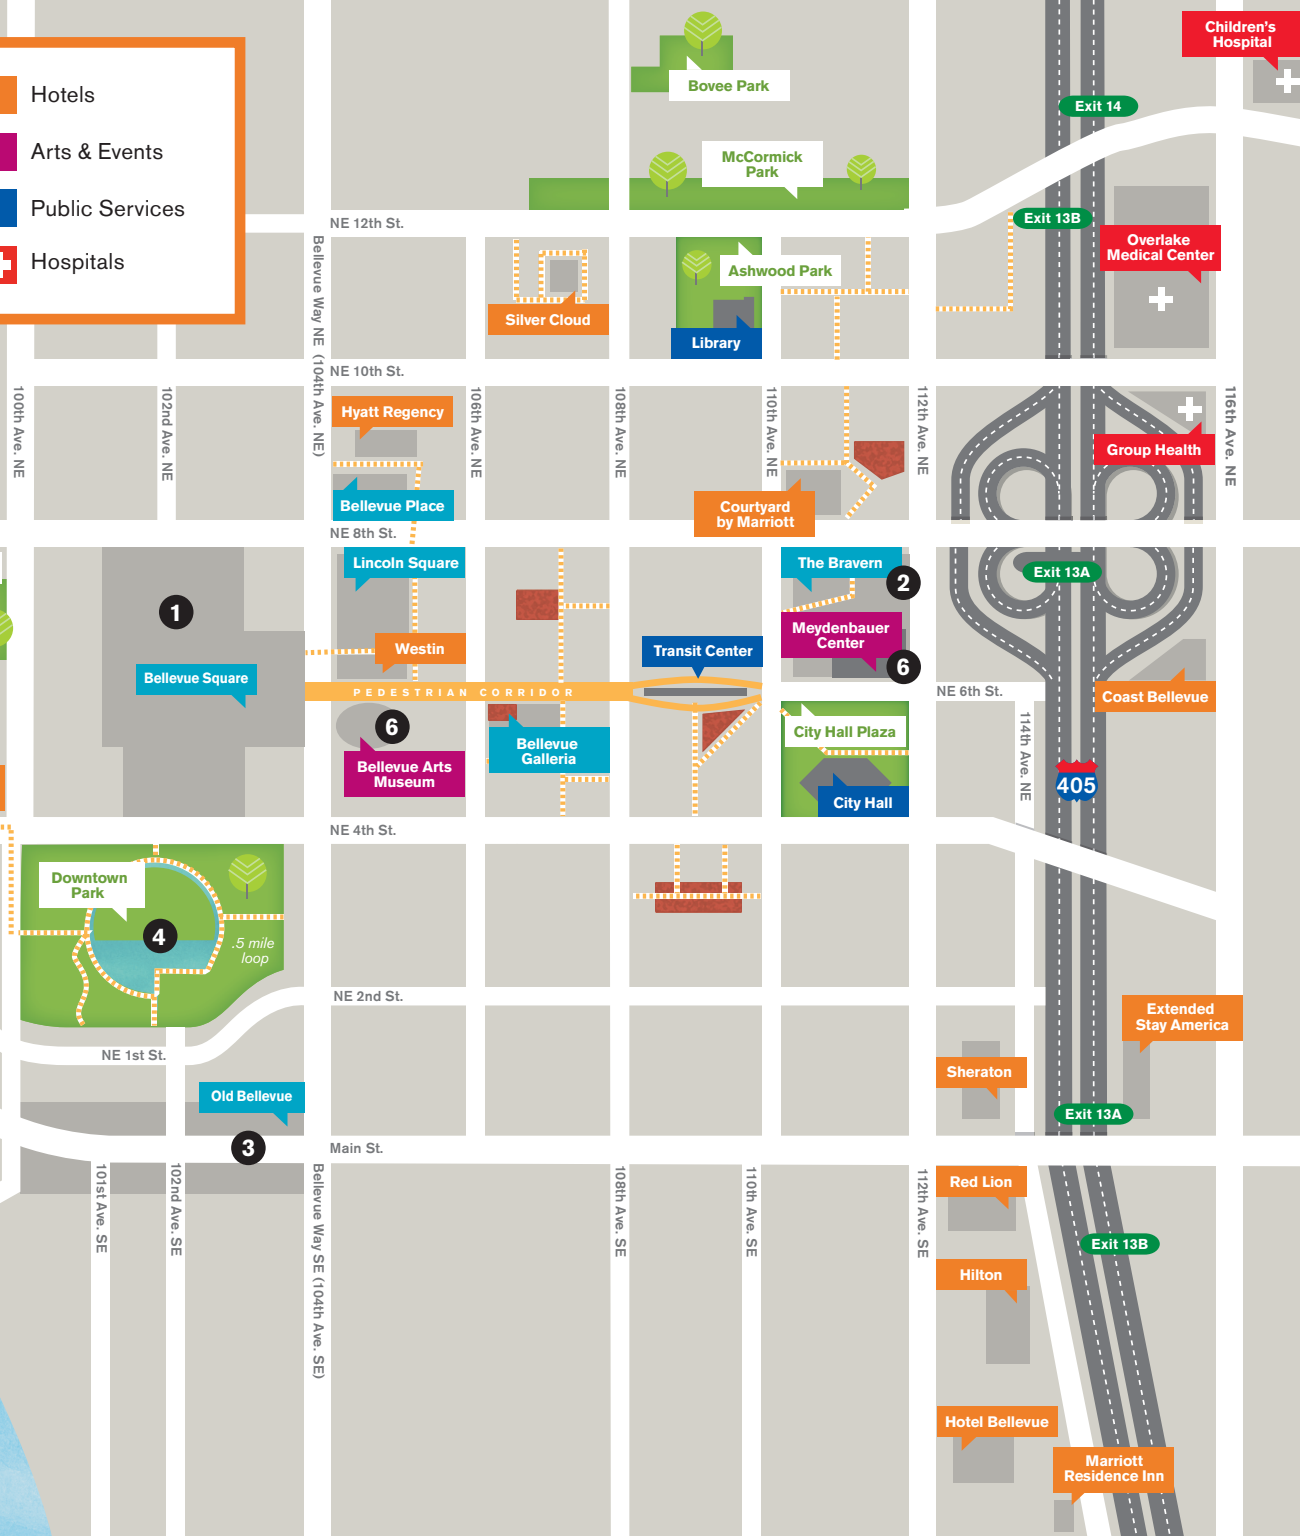 Children's
Hospital
Hotels
Bovee Park
Exit 14
Arts & Events
McCormick
Park
Public Services
NE 12th St.
Exit 13B
Hospitals
Overlake
Medical Center
Ashwood Park
Silver Cloud
Library
Bellevue Way NE (104th Ave. NE)
NE 10th St.
100th Ave. NE
102nd Ave. NE
106th Ave. NE
108th Ave. NE
110th Ave. NE
112th Ave. NE
116th Ave. NE
Hyatt Regency
Group Health
Bellevue Place
Courtyard
by Marriott
NE 8th St.
Lincoln Square
The Bravern
Exit 13A
2
1
Meydenbauer
Center
Westin
Transit Center
6
Bellevue Square
PEDESTRIAN CORRIDOR
NE 6th St.
Coast Bellevue
6
City Hall Plaza
114th Ave. NE
Bellevue
Galleria
Bellevue Arts
Museum
405
City Hall
NE 4th St.
Downtown
Park
4
.5 mile
loop
NE 2nd St.
Extended
Stay America
NE 1st St.
Sheraton
Old Bellevue
Exit 13A
3
Main St.
101st Ave. SE
102nd Ave. SE
Bellevue Way SE (104th Ave. SE)
108th Ave. SE
110th Ave. SE
112th Ave. SE
Red Lion
Exit 13B
Hilton
Hotel Bellevue
Marriott
Residence Inn